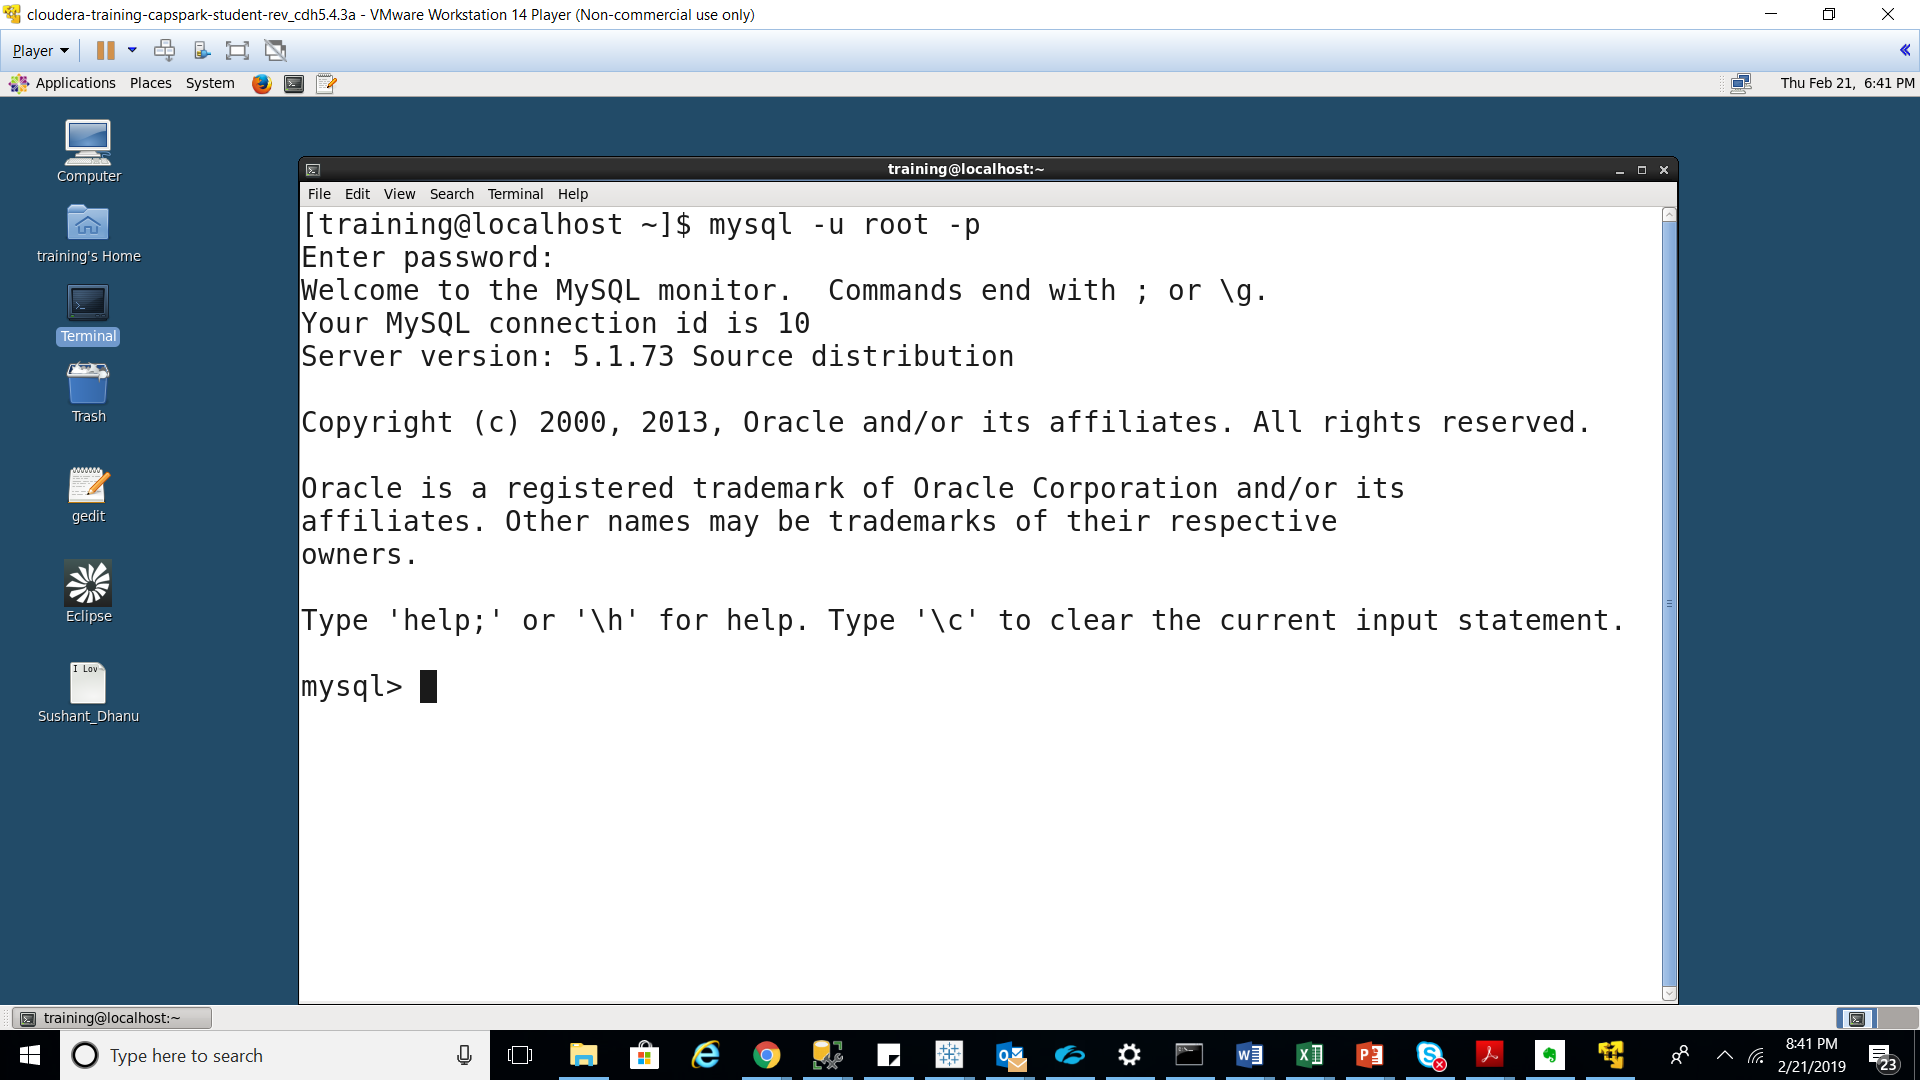 cloudera-training-capspark-student-rev_cdh5.4.3a - VMware Workstation 14 Player (Non-commercial use only)
Player
Applications Places System Thu Feb 21, 6:41 PM
Computer
training's Home
Terminal
Trash
gedit
Eclipse
I Lov
Sushant_Dhanu
training@localhost:~
File Edit View Search Terminal Help
[training@localhost ~]$ mysql -u root -p
Enter password:
Welcome to the MySQL monitor.  Commands end with ; or \g.
Your MySQL connection id is 10
Server version: 5.1.73 Source distribution
Copyright (c) 2000, 2013, Oracle and/or its affiliates. All rights reserved.
Oracle is a registered trademark of Oracle Corporation and/or its
affiliates. Other names may be trademarks of their respective
owners.
Type 'help;' or '\h' for help. Type '\c' to clear the current input statement.
mysql>
training@localhost:~
Type here to search
8:41 PM
2/21/2019
23